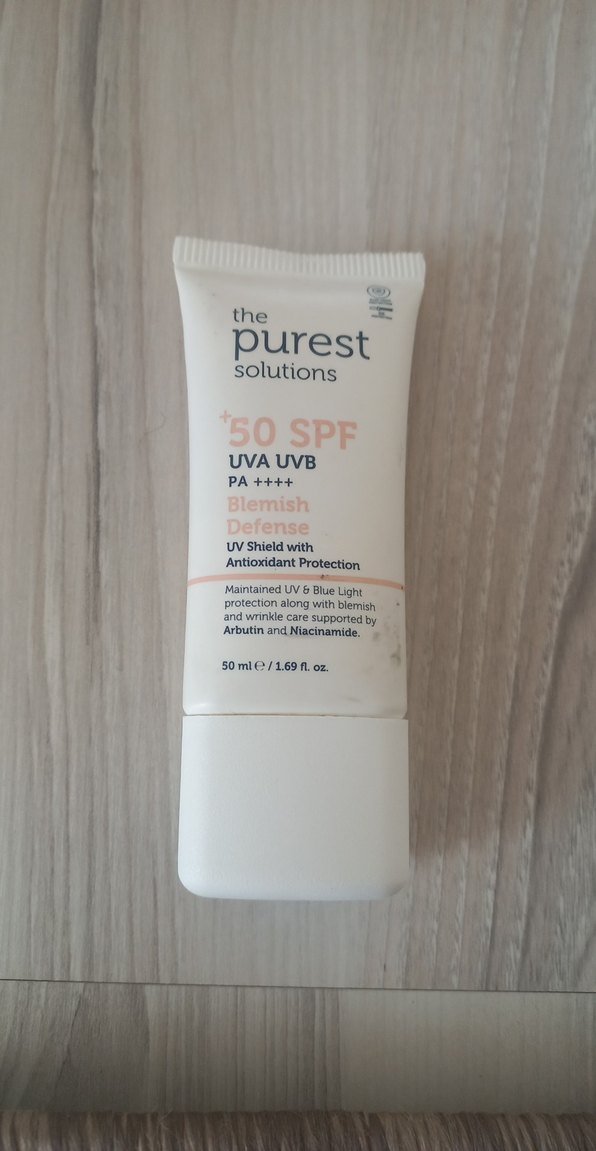 the
purest
solutions
+50 SPF
UVA UVB
PA ++++
Blemish
Defense
UV Shield with
Antioxidant Protection
Maintained UV & Blue Light
protection along with blemish
and wrinkle care supported by
Arbutin and Niacinamide.
50 ml ℮ / 1.69 fl. oz.